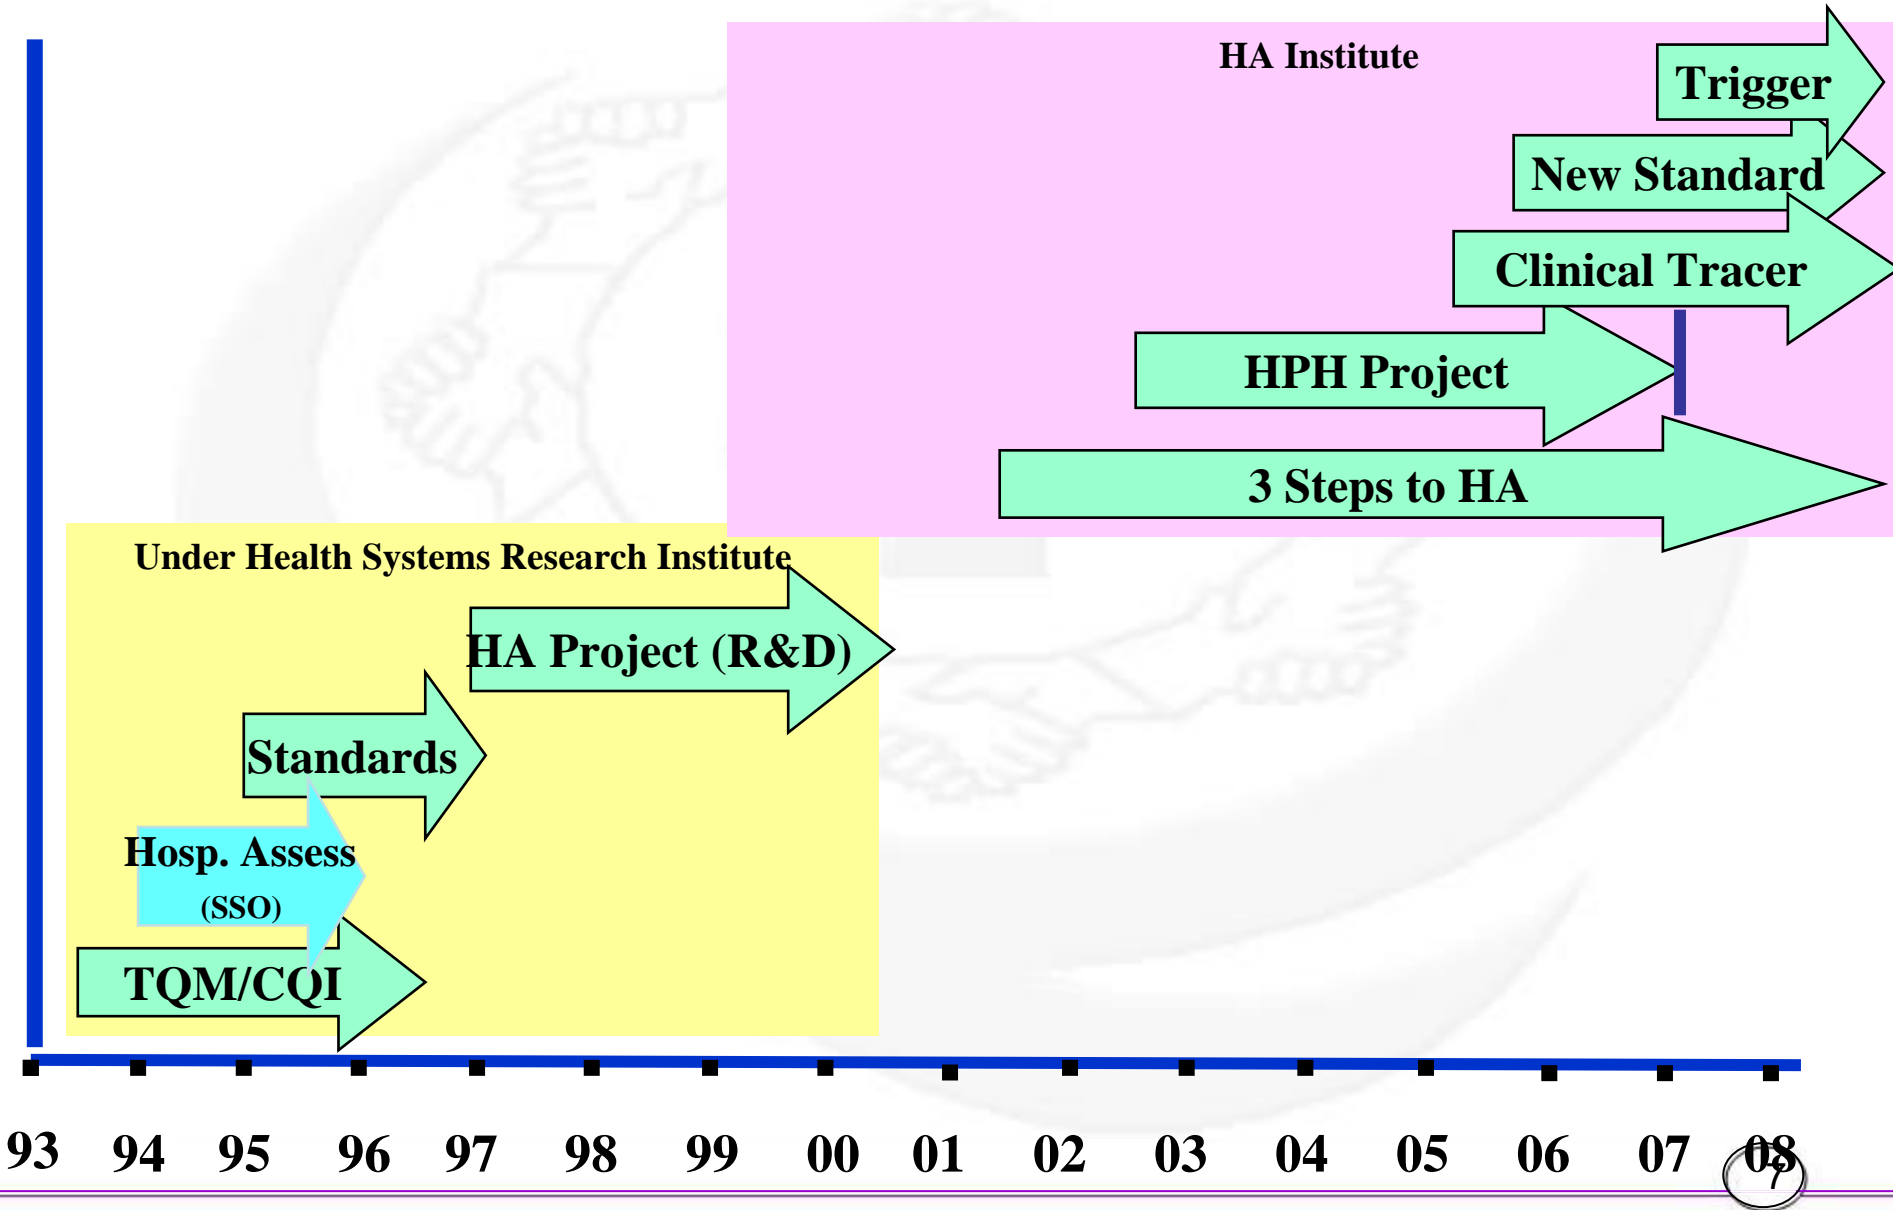 HA Institute
Trigger
New Standard
Clinical Tracer
HPH Project
3 Steps to HA
Under Health Systems Research Institute
HA Project (R&D)
Standards
Hosp. Assess
(SSO)
TQM/CQI
93 94 95 96 97 98 99 00 01 02 03 04 05 06 07 08
7